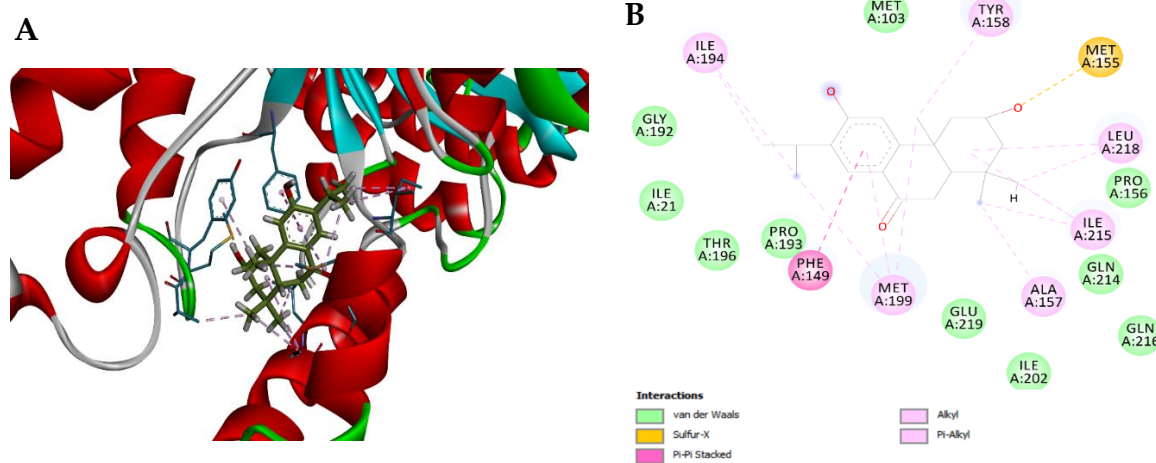 A
B
MET
A:103
TYR
A:158
ILE
A:194
MET
A:155
O
O
GLY
A:192
LEU
A:218
PRO
A:156
ILE
A:21
H
THR
A:196
PRO
A:193
O
ILE
A:215
PHE
A:149
MET
A:199
GLN
A:214
ALA
A:157
GLU
A:219
GLN
A:216
ILE
A:202
Interactions
van der Waals
Sulfur-X
Pi-Pi Stacked
Alkyl
Pi-Alkyl